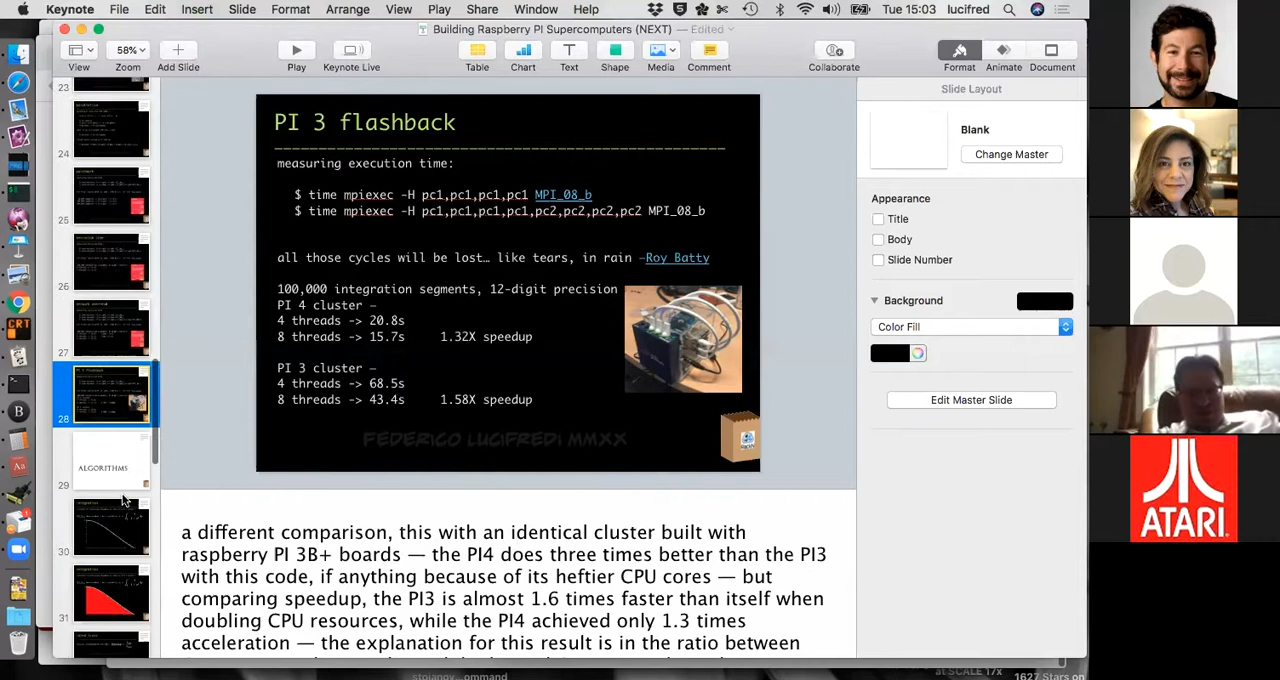 Keynote File Edit Insert Slide Format Arrange View Play Share Window Help Tue 15:03 lucifred
Building Raspberry PI Supercomputers (NEXT) — Edited
58%
View Zoom Add Slide Play Keynote Live Table Chart Text Shape Media Comment Collaborate Format Animate Document
Slide Layout
Blank
Change Master
Appearance
Title
Body
Slide Number
Background
Color Fill
Edit Master Slide
23
24
25
26
27
28
29
30
31
ALGORITHMS
PI 3 flashback
measuring execution time:
$ time mpiexec -H pc1,pc1,pc1,pc1 MPI_08_b
$ time mpiexec -H pc1,pc1,pc1,pc1,pc2,pc2,pc2,pc2 MPI_08_b
all those cycles will be lost… like tears, in rain –Roy Batty
100,000 integration segments, 12-digit precision
PI 4 cluster –
4 threads -> 20.8s
8 threads -> 15.7s 1.32X speedup
PI 3 cluster –
4 threads -> 68.5s
8 threads -> 43.4s 1.58X speedup
FEDERICO LUCIFREDI MMXX
a different comparison, this with an identical cluster built with
raspberry PI 3B+ boards — the PI4 does three times better than the PI3
with this code, if anything because of its heftier CPU cores — but
comparing speedup, the PI3 is almost 1.6 times faster than itself when
doubling CPU resources, while the PI4 achieved only 1.3 times
acceleration — the explanation for this result is in the ratio between
ATARI
at SCALE 17x
1627 Stars on